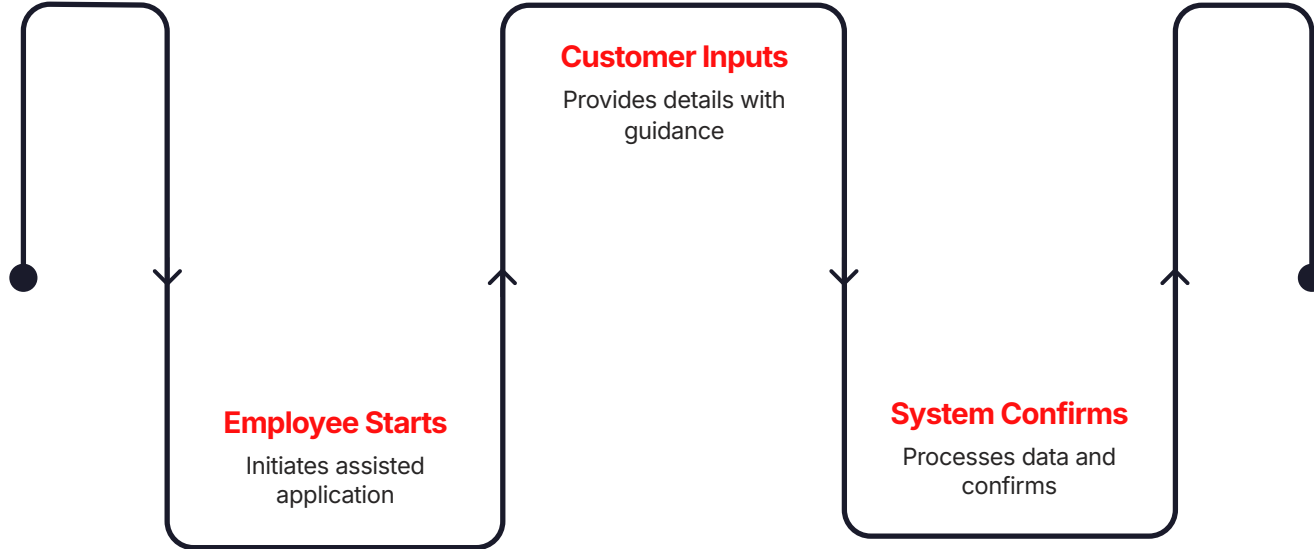 Customer Inputs
Provides details with
guidance
Employee Starts
Initiates assisted
application
System Confirms
Processes data and
confirms